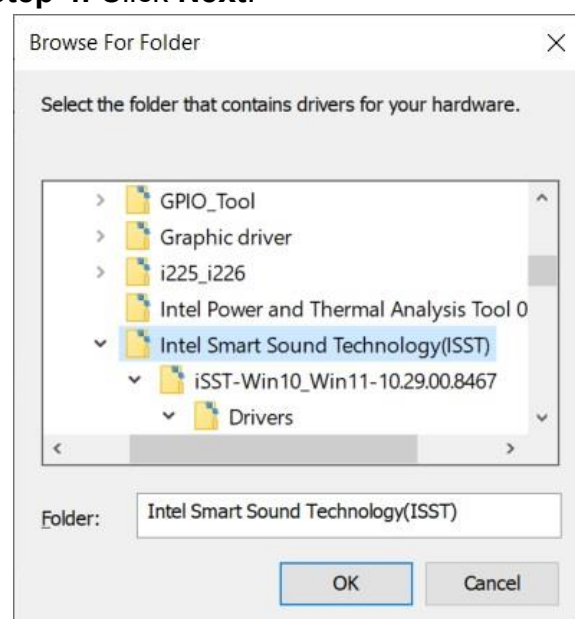 Step 4. Click Next.
Browse For Folder
Select the folder that contains drivers for your hardware.
GPIO_Tool
Graphic driver
i225_i226
Intel Power and Thermal Analysis Tool 0
Intel Smart Sound Technology(ISST)
iSST-Win10_Win11-10.29.00.8467
Drivers
Folder: Intel Smart Sound Technology(ISST)
OK Cancel